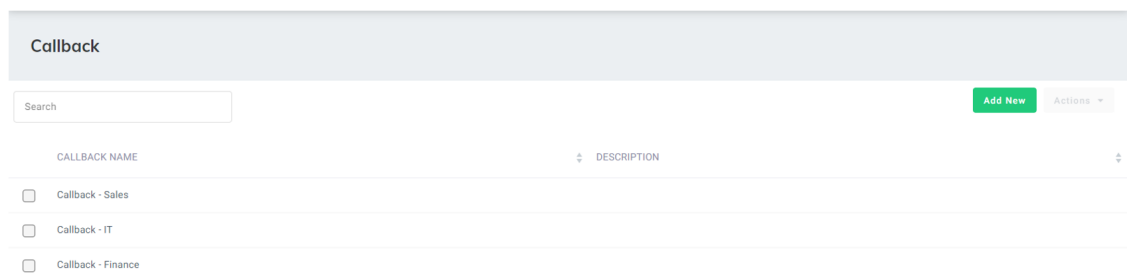 Callback
Search
Add New
Actions
CALLBACK NAME
DESCRIPTION
Callback - Sales
Callback - IT
Callback - Finance